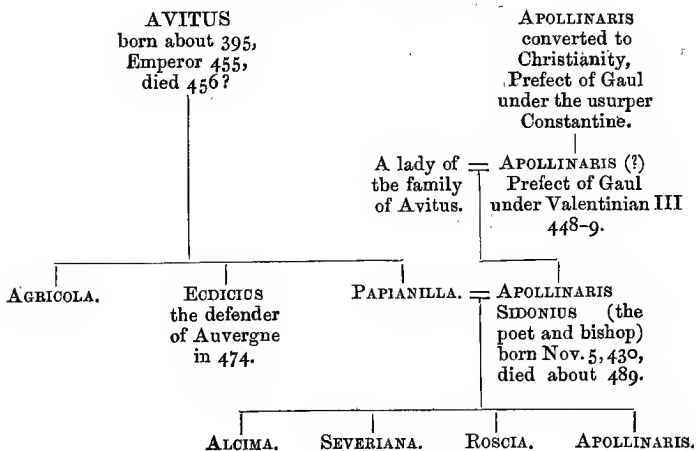 AVITUS
born about 395,
Emperor 455,
died 456?
APOLLINARIS
converted to
Christianity,
Prefect of Gaul
under the usurper
Constantine.
A lady of
the family
of Avitus.
APOLLINARIS (?)
Prefect of Gaul
under Valentinian III
448-9.
AGRICOLA.
ECDICIUS
the defender
of Auvergne
in 474.
PAPIANILLA. =
APOLLINARIS
SIDONIUS (the
poet and bishop)
born Nov. 5, 430,
died about 489.
ALCIMA. SEVERIANA. ROSCIA. APOLLINARIS.